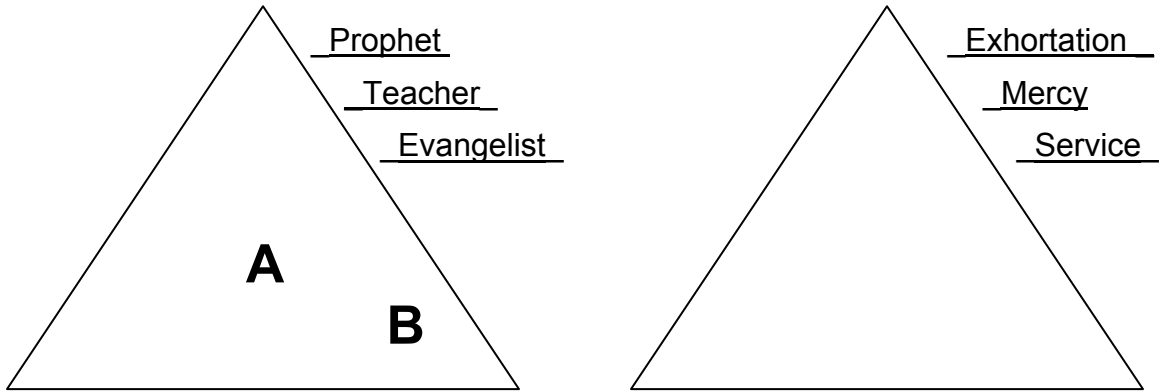 Prophet
Teacher
Evangelist
A
B
Exhortation
Mercy
Service